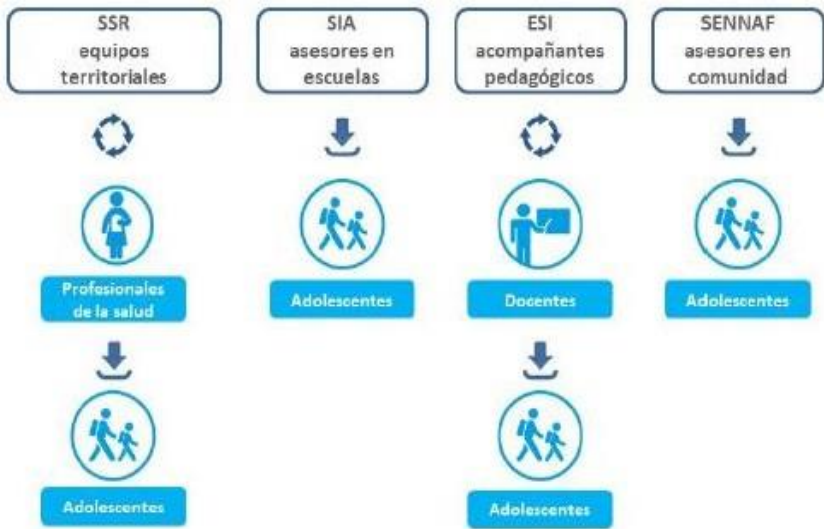 SSR
equipos
territoriales
SIA
asesores en
escuelas
ESI
acompañantes
pedagógicos
SENNAF
asesores en
comunidad
Profesionales
de la salud
Adolescentes
Docentes
Adolescentes
Adolescentes
Adolescentes